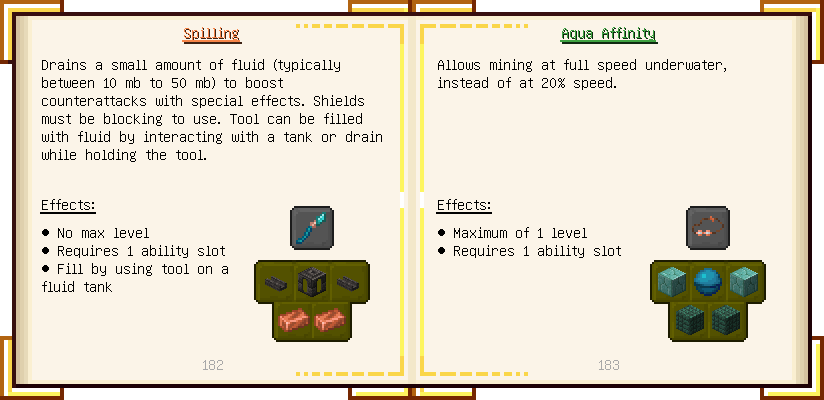 Spilling
Drains a small amount of fluid (typically
between 10 mb to 50 mb) to boost
counterattacks with special effects. Shields
must be blocking to use. Tool can be filled
with fluid by interacting with a tank or drain
while holding the tool.
Effects:
• No max level
• Requires 1 ability slot
• Fill by using tool on a
fluid tank
182
Aqua Affinity
Allows mining at full speed underwater,
instead of at 20% speed.
Effects:
• Maximum of 1 level
• Requires 1 ability slot
183